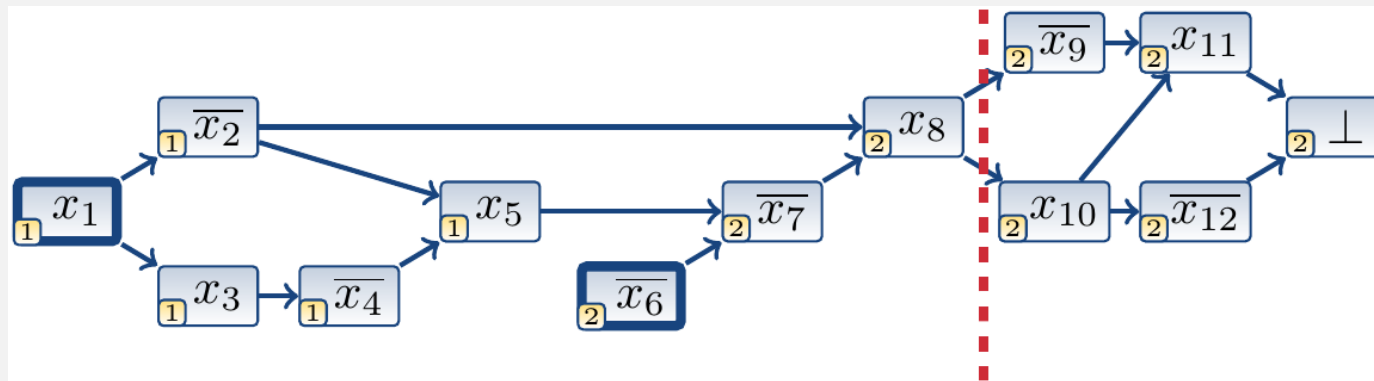 2 x̅₉
2 x₁₁
1 x̅₂
2 x₈
2 ⊥
1 x₁
1 x₅
2 x̅₇
2 x₁₀
2 x̅₁₂
1 x₃
1 x̅₄
2 x̅₆